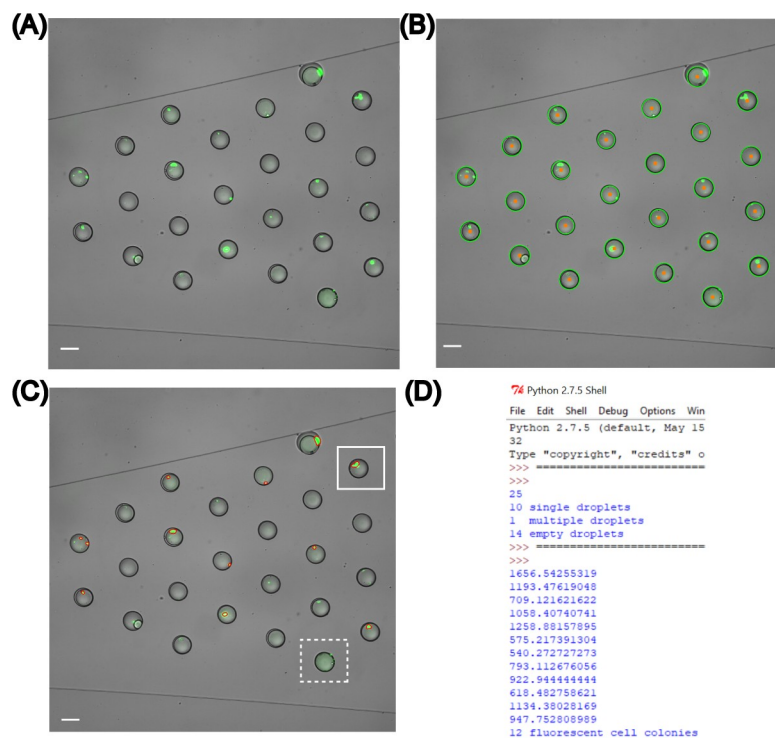 (A)
(B)
(C)
(D)
Python 2.7.5 Shell
File Edit Shell Debug Options Win
Python 2.7.5 (default, May 15
32
Type "copyright", "credits" o
>>> ==========================
>>>
25
10 single droplets
1 multiple droplets
14 empty droplets
>>> ==========================
>>>
1656.54255319
1193.47619048
709.121621622
1058.40740741
1258.88157895
575.217391304
540.272727273
793.112676056
922.944444444
618.482758621
1134.38028169
947.752808989
12 fluorescent cell colonies